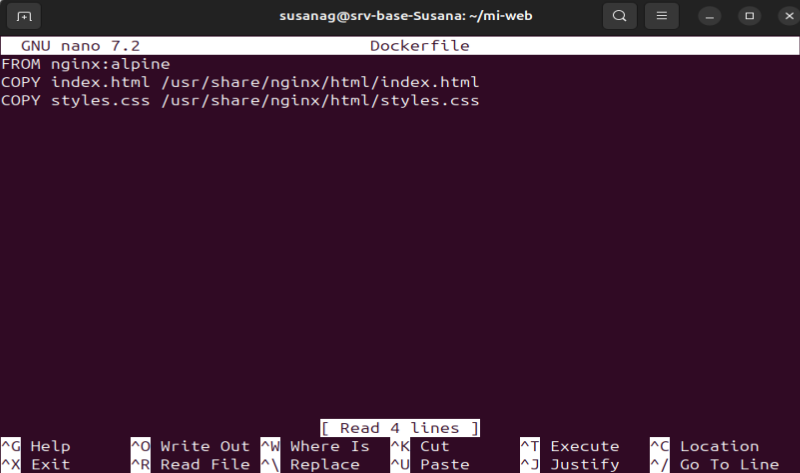 susanag@srv-base-Susana: ~/mi-web
GNU nano 7.2 Dockerfile
FROM nginx:alpine
COPY index.html /usr/share/nginx/html/index.html
COPY styles.css /usr/share/nginx/html/styles.css
[ Read 4 lines ]
^G Help ^O Write Out ^W Where Is ^K Cut ^T Execute ^C Location
^X Exit ^R Read File ^\ Replace ^U Paste ^J Justify ^/ Go To Line